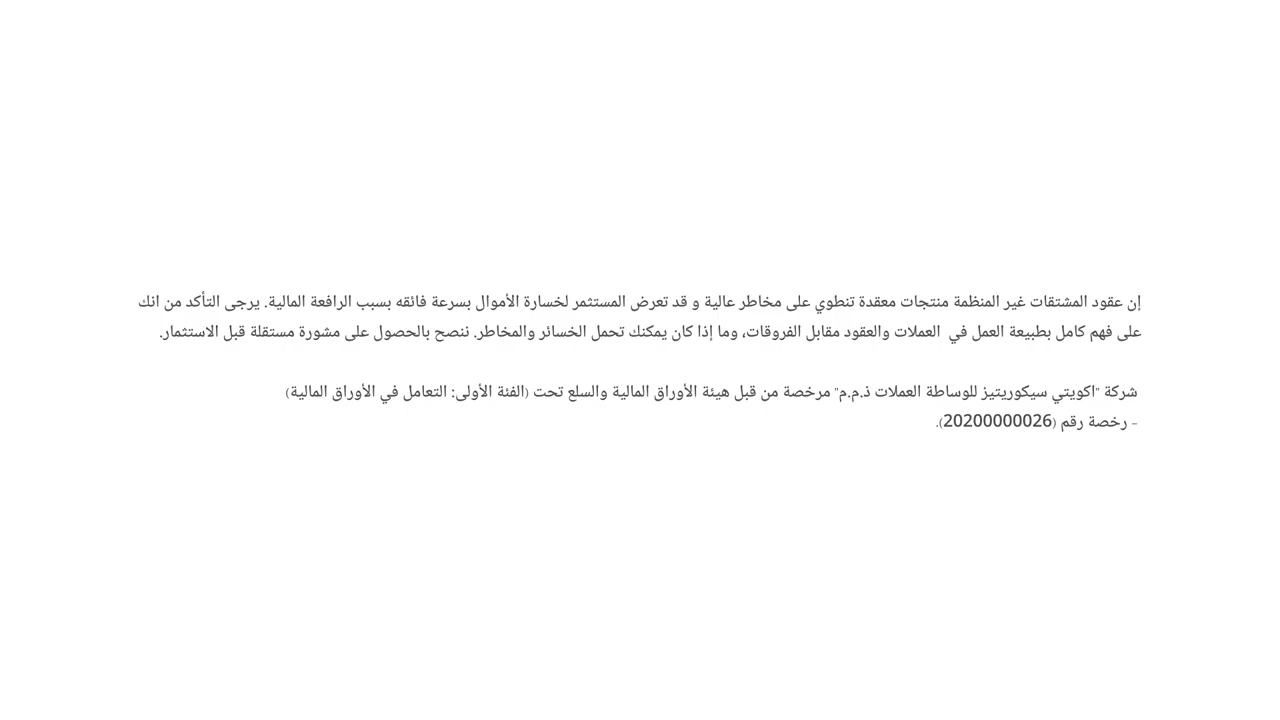 إن عقود المشتقات غير المنظمة منتجات معقدة تنطوي على مخاطر عالية و قد تعرض المستثمر لخسارة الأموال بسرعة فائقه بسبب الرافعة المالية. يرجى التأكد من انك
على فهم كامل بطبيعة العمل في العملات والعقود مقابل الفروقات، وما إذا كان يمكنك تحمل الخسائر والمخاطر. ننصح بالحصول على مشورة مستقلة قبل الاستثمار.
شركة "اكويتي سيكوريتيز للوساطة العملات ذ.م.م" مرخصة من قبل هيئة الأوراق المالية والسلع تحت (الفئة الأولى: التعامل في الأوراق المالية)
- رخصة رقم (20200000026).